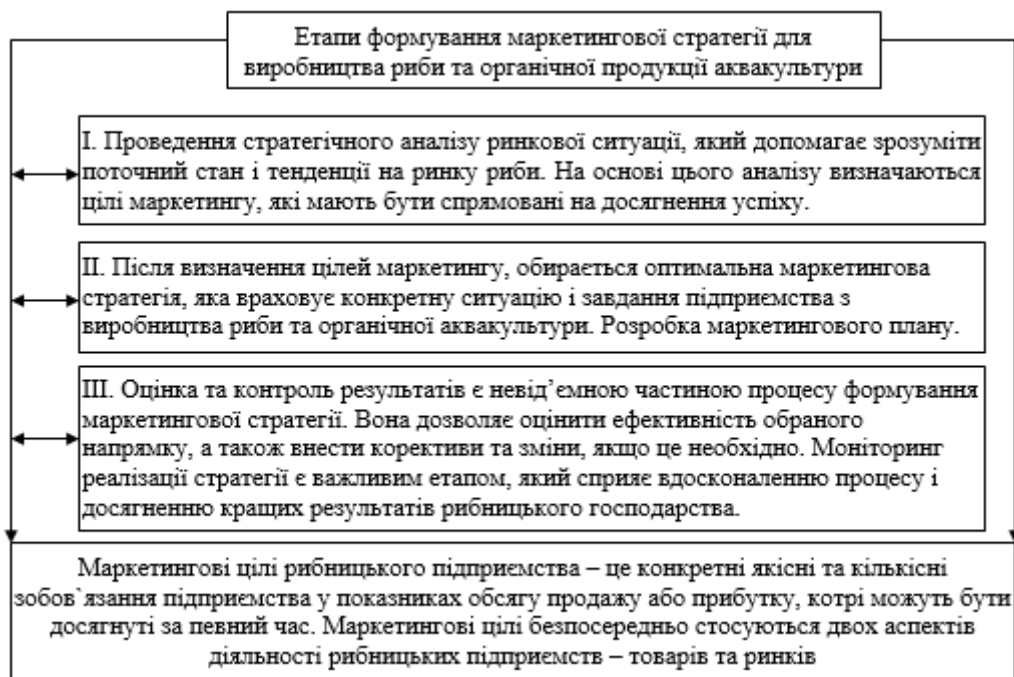 Етапи формування маркетингової стратегії для
виробництва риби та органічної продукції аквакультури
І. Проведення стратегічного аналізу ринкової ситуації, який допомагає зрозуміти
поточний стан і тенденції на ринку риби. На основі цього аналізу визначаються
цілі маркетингу, які мають бути спрямовані на досягнення успіху.
ІІ. Після визначення цілей маркетингу, обирається оптимальна маркетингова
стратегія, яка враховує конкретну ситуацію і завдання підприємства з
виробництва риби та органічної аквакультури. Розробка маркетингового плану.
ІІІ. Оцінка та контроль результатів є невід’ємною частиною процесу формування
маркетингової стратегії. Вона дозволяє оцінити ефективність обраного
напрямку, а також внести корективи та зміни, якщо це необхідно. Моніторинг
реалізації стратегії є важливим етапом, який сприяє вдосконаленню процесу і
досягненню кращих результатів рибницького господарства.
Маркетингові цілі рибницького підприємства – це конкретні якісні та кількісні
зобов`язання підприємства у показниках обсягу продажу або прибутку, котрі можуть бути
досягнуті за певний час. Маркетингові цілі безпосередньо стосуються двох аспектів
діяльності рибницьких підприємств – товарів та ринків